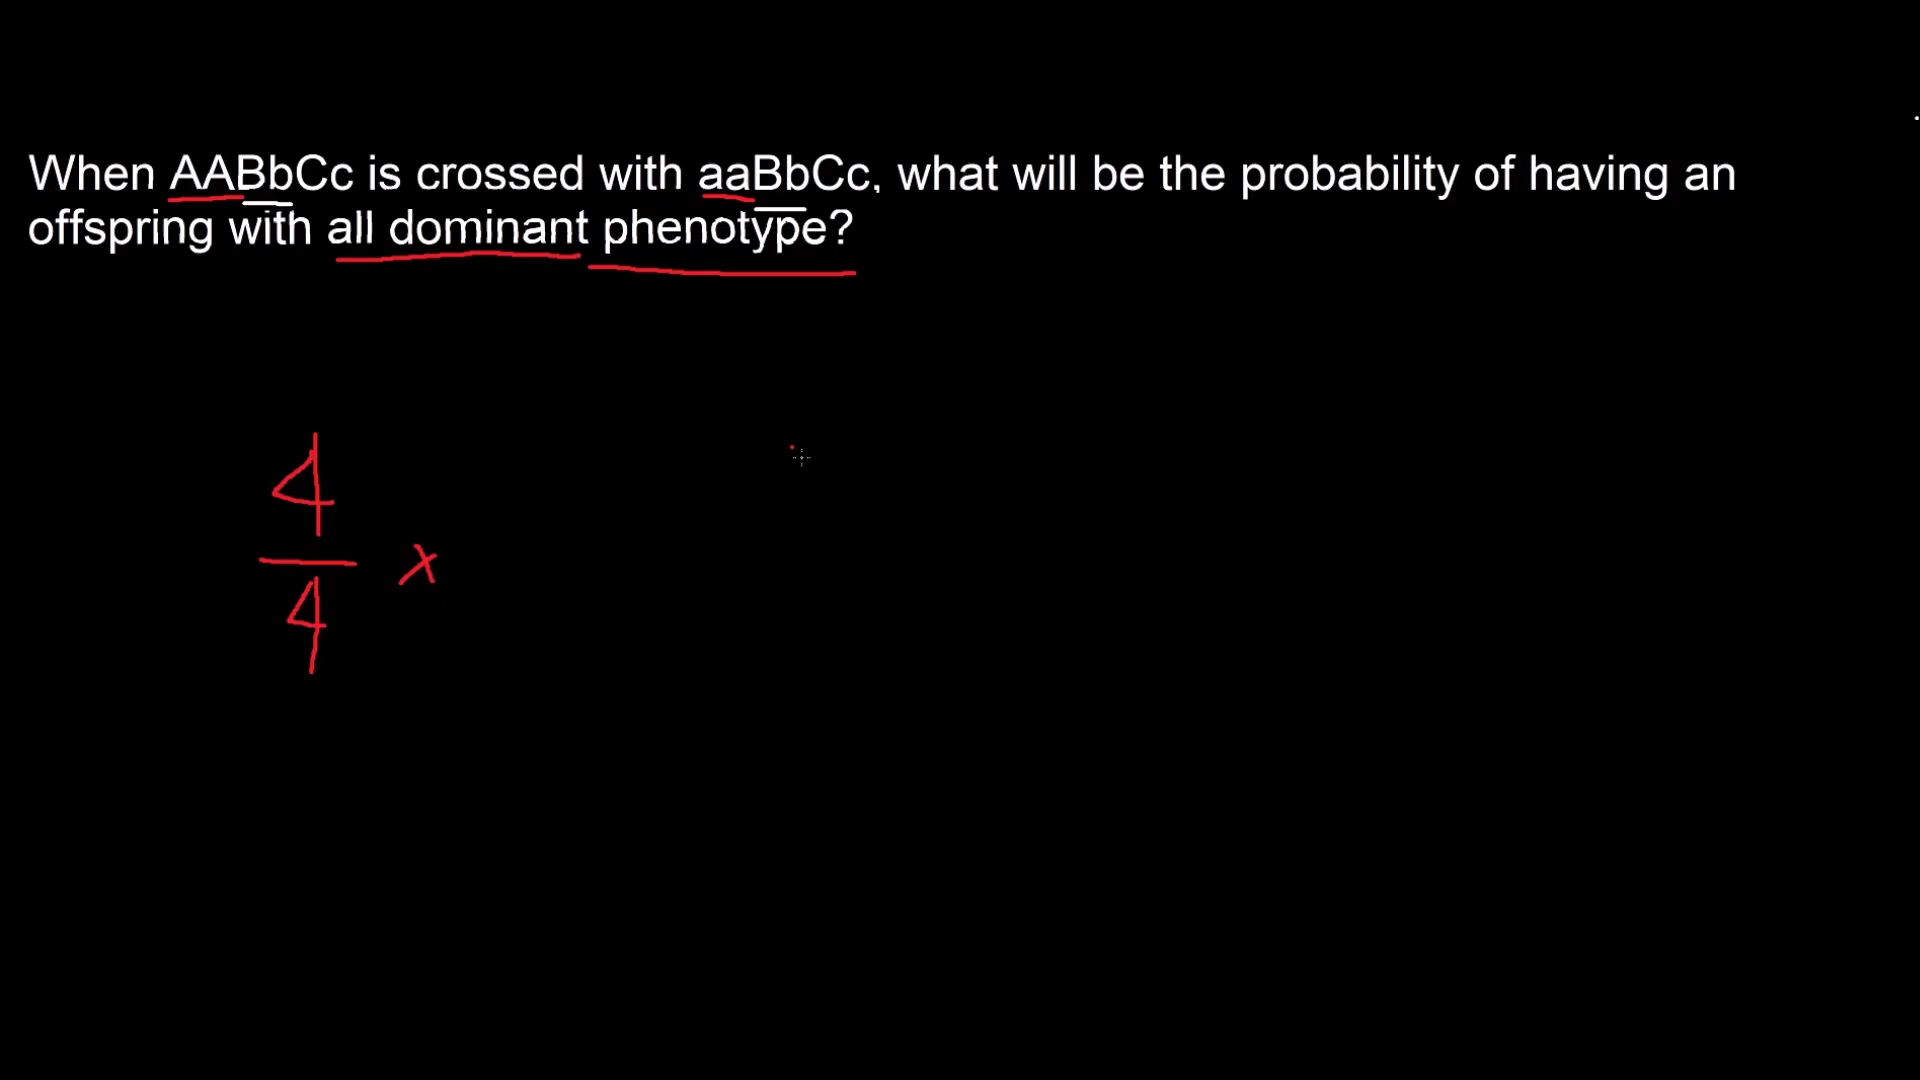 When AABbCc is crossed with aaBbCc, what will be the probability of having an
offspring with all dominant phenotype?
4
x
4